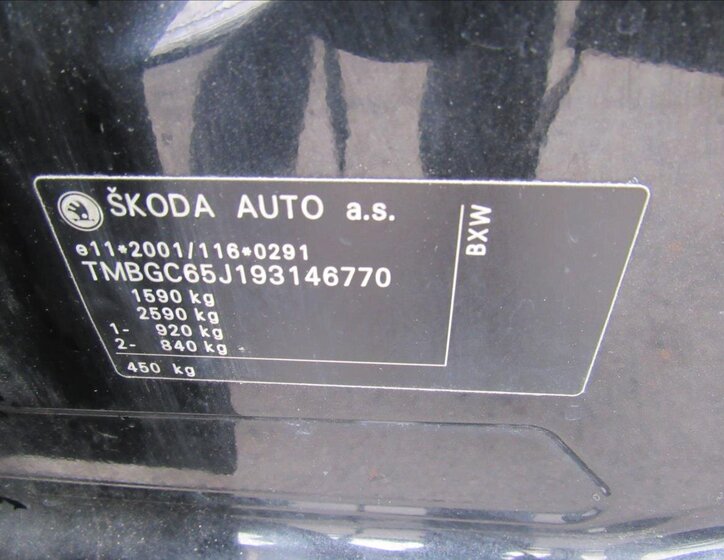 ŠKODA AUTO a.s.
e11*2001/116*0291
TMBGC65J193146770
1590 kg
2590 kg
1- 920 kg
2- 840 kg
450 kg
BXW